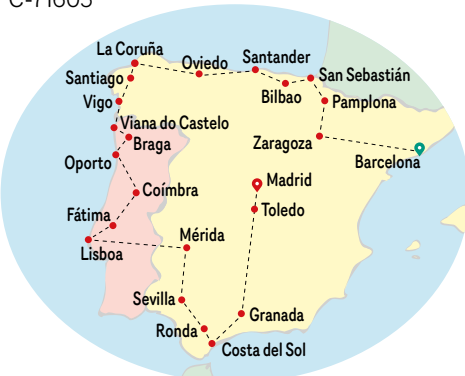 C-71605
La Coruña
Oviedo
Santander
Santiago
San Sebastián
Bilbao
Vigo
Pamplona
Viana do Castelo
Braga
Zaragoza
Oporto
Barcelona
Madrid
Coímbra
Toledo
Fátima
Mérida
Lisboa
Sevilla
Granada
Ronda
Costa del Sol